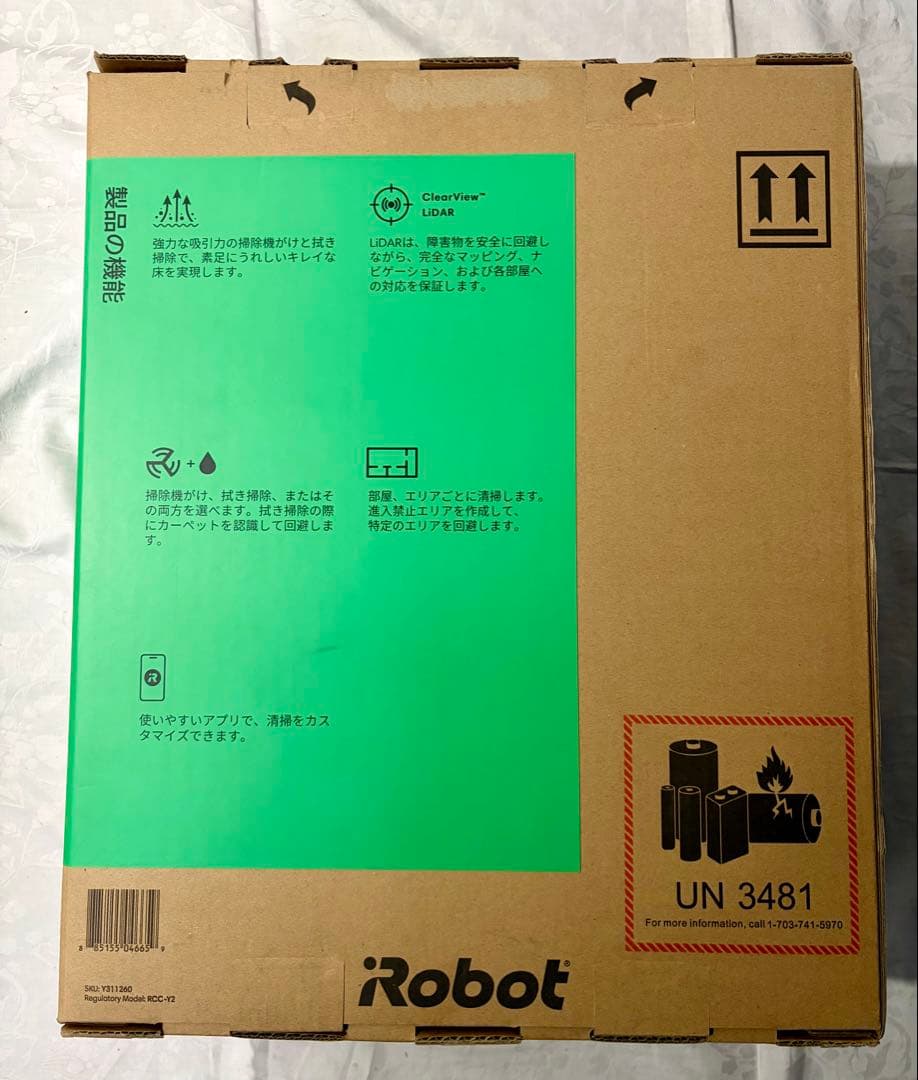 製品の機能
強力な吸引力の掃除機がけと拭き
掃除で、素足にうれしいキレイな
床を実現します。
ClearView™
LiDAR
LiDARは、障害物を安全に回避し
ながら、完全なマッピング、ナ
ビゲーション、および各部屋へ
の対応を保証します。
+
掃除機がけ、拭き掃除、またはそ
の両方を選べます。拭き掃除の際
にカーペットを認識して回避しま
す。
部屋、エリアごとに清掃します。
進入禁止エリアを作成して、
特定のエリアを回避します。
使いやすいアプリで、清掃をカス
タマイズできます。
UN 3481
For more information, call 1-703-741-5970
8 85155 04665 9
SKU: Y311260
Regulatory Model: RCC-Y2
iRobot®